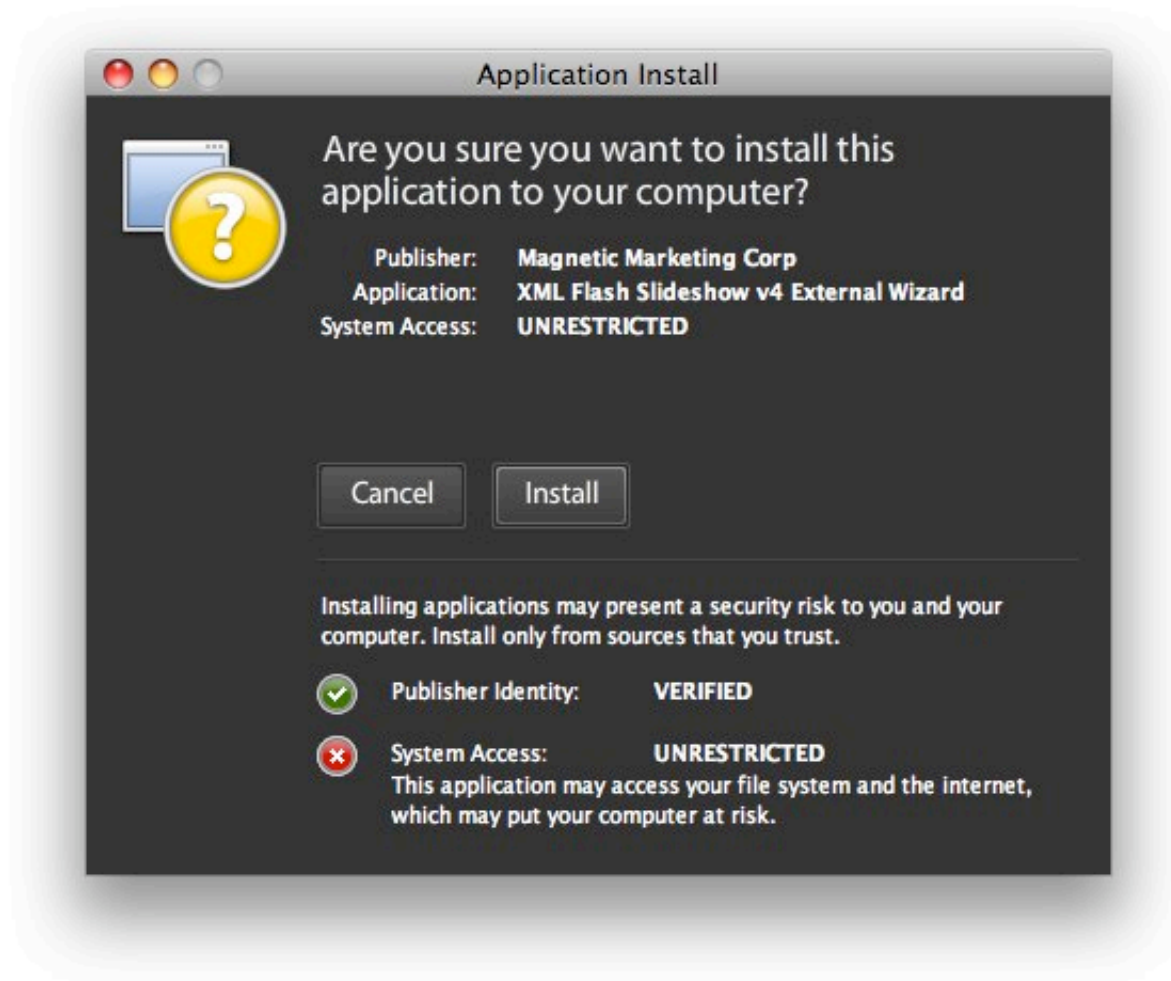 Application Install
Are you sure you want to install this
application to your computer?
Publisher: Magnetic Marketing Corp
Application: XML Flash Slideshow v4 External Wizard
System Access: UNRESTRICTED
Cancel Install
Installing applications may present a security risk to you and your
computer. Install only from sources that you trust.
Publisher Identity: VERIFIED
System Access: UNRESTRICTED
This application may access your file system and the internet,
which may put your computer at risk.